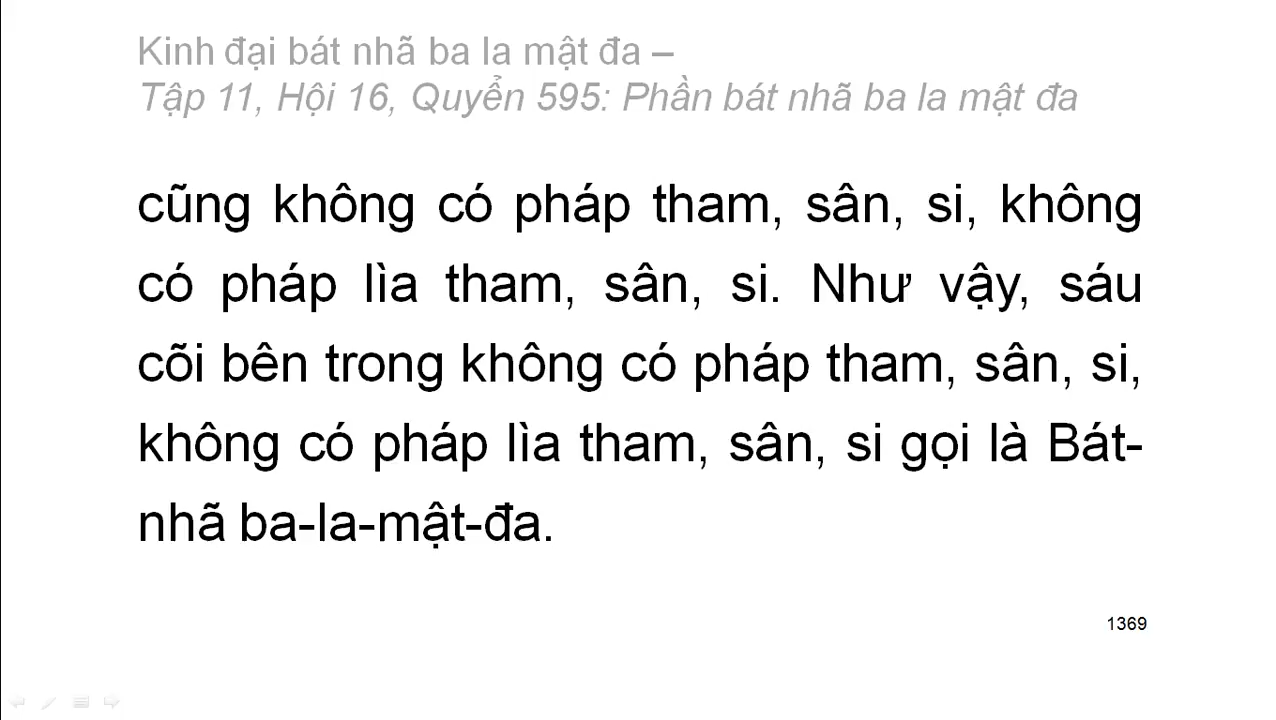 Kinh đại bát nhã ba la mật đa –
Tập 11, Hội 16, Quyển 595: Phần bát nhã ba la mật đa
cũng không có pháp tham, sân, si, không
có pháp lìa tham, sân, si. Như vậy, sáu
cõi bên trong không có pháp tham, sân, si,
không có pháp lìa tham, sân, si gọi là Bát-
nhã ba-la-mật-đa.
1369